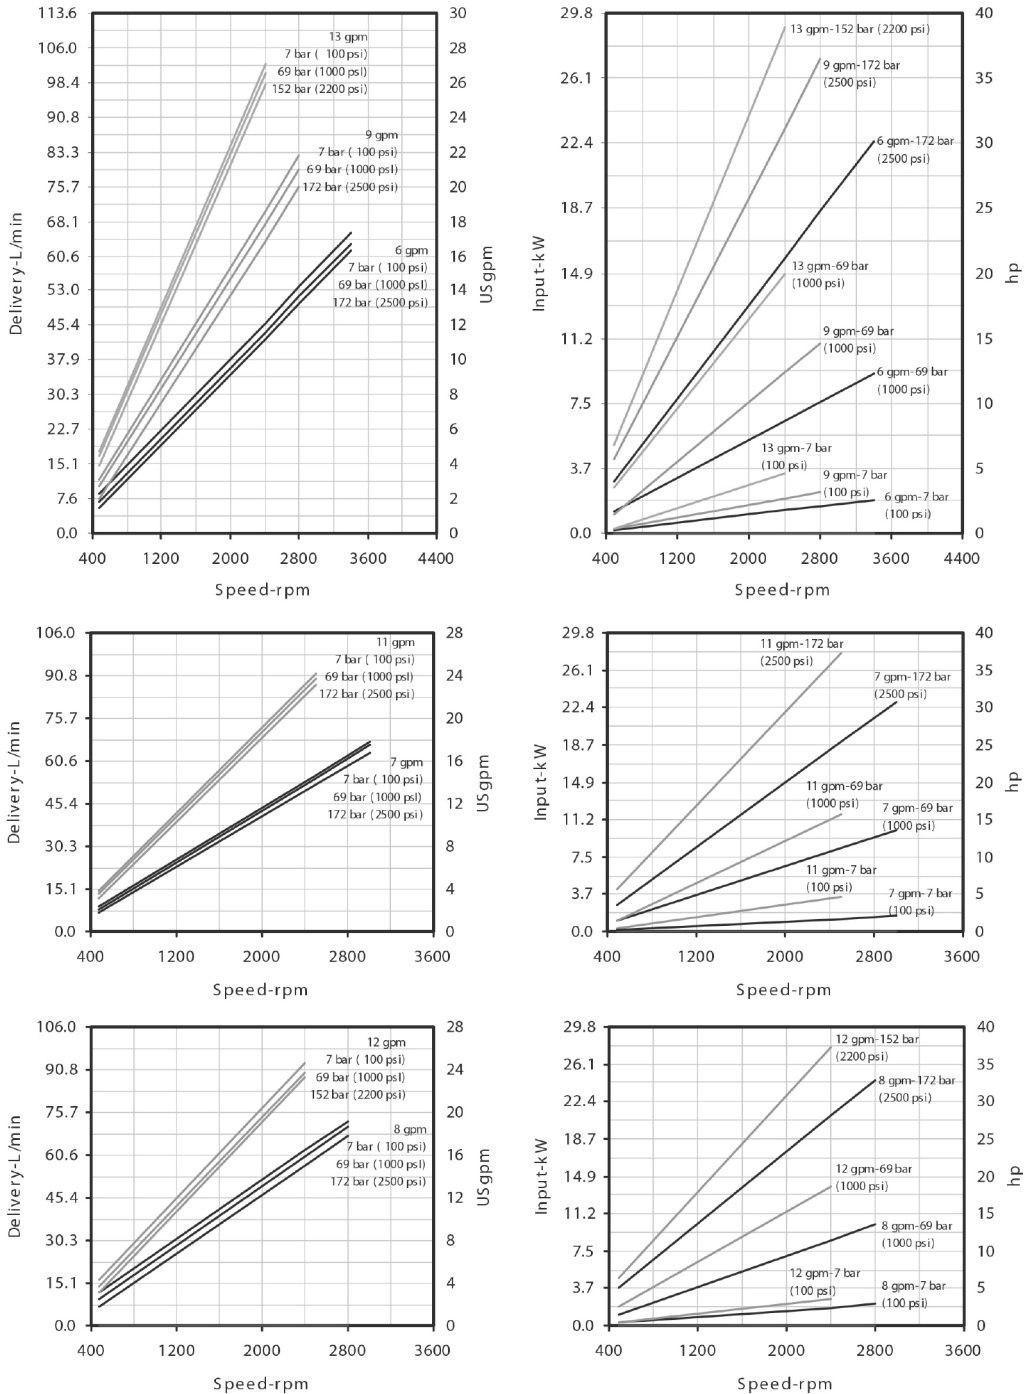 113.6
106.0
98.4
90.8
83.3
75.7
68.1
60.6
53.0
45.4
37.9
30.3
22.7
15.1
7.6
0.0
Delivery-L/min
13 gpm
7 bar ( 100 psi)
69 bar (1000 psi)
152 bar (2200 psi)
9 gpm
7 bar ( 100 psi)
69 bar (1000 psl)
172 bar (2500 psi)
6 gpm
7 bar ( 100 psi)
69 bar (1000 psl)
172 bar (2500 psi)
30
28
26
24
22
20
18
16
14
12
10
8
6
4
2
0
USgpm
400 1200 2000 2800 3600 4400
Speed-rpm
29.8
26.1
22.4
18.7
14.9
11.2
7.5
3.7
0.0
Input-kW
13 gpm-152 bar (2200 psi)
9 gpm-172 bar
(2500 psi)
6 gpm-172 bar
(2500 psi)
13 gpm-69 bar
(1000 psi)
9 gpm-69 bar
(1000 psi)
6 gpm-69 bar
(1000 psi)
13 gpm-7 bar
(100 psi)
9 gpm-7 bar
(100 psi)
6 gpm-7 bar
(100 psi)
40
35
30
25
20
15
10
5
0
hp
400 1200 2000 2800 3600 4400
Speed-rpm
106.0
90.8
75.7
60.6
45.4
30.3
15.1
0.0
Delivery-L/min
11 gpm
7 bar ( 100 psi)
69 bar (1000 psl)
172 bar (2500 psi)
7 gpm
7 bar ( 100 psi)
69 bar (1000 psl)
172 bar (2500 psi)
28
24
20
16
12
8
4
0
USgpm
400 1200 2000 2800 3600
Speed-rpm
29.8
26.1
22.4
18.7
14.9
11.2
7.5
3.7
0.0
Input-kW
11 gpm-172 bar
(2500 psi)
7 gpm-172 bar
(2500 psi)
11 gpm-69 bar
(1000 psi)
7 gpm-69 bar
(1000 psi)
11 gpm-7 bar
(100 psi)
7 gpm-7 bar
(100 psi)
40
35
30
25
20
15
10
5
0
hp
400 1200 2000 2800 3600
Speed-rpm
106.0
90.8
75.7
60.6
45.4
30.3
15.1
0.0
Delivery-L/min
12 gpm
7 bar ( 100 psi)
69 bar (1000 psi)
152 bar (2200 psi)
8 gpm
7 bar ( 100 psi)
69 bar (1000 psl)
172 bar (2500 psi)
28
24
20
16
12
8
4
0
USgpm
400 1200 2000 2800 3600
Speed-rpm
29.8
26.1
22.4
18.7
14.9
11.2
7.5
3.7
0.0
Input-kW
12 gpm-152 bar
(2200 psi)
8 gpm-172 bar
(2500 psi)
12 gpm-69 bar
(1000 psi)
8 gpm-69 bar
(1000 psi)
12 gpm-7 bar
(100 psi)
8 gpm-7 bar
(100 psi)
40
35
30
25
20
15
10
5
0
hp
400 1200 2000 2800 3600
Speed-rpm